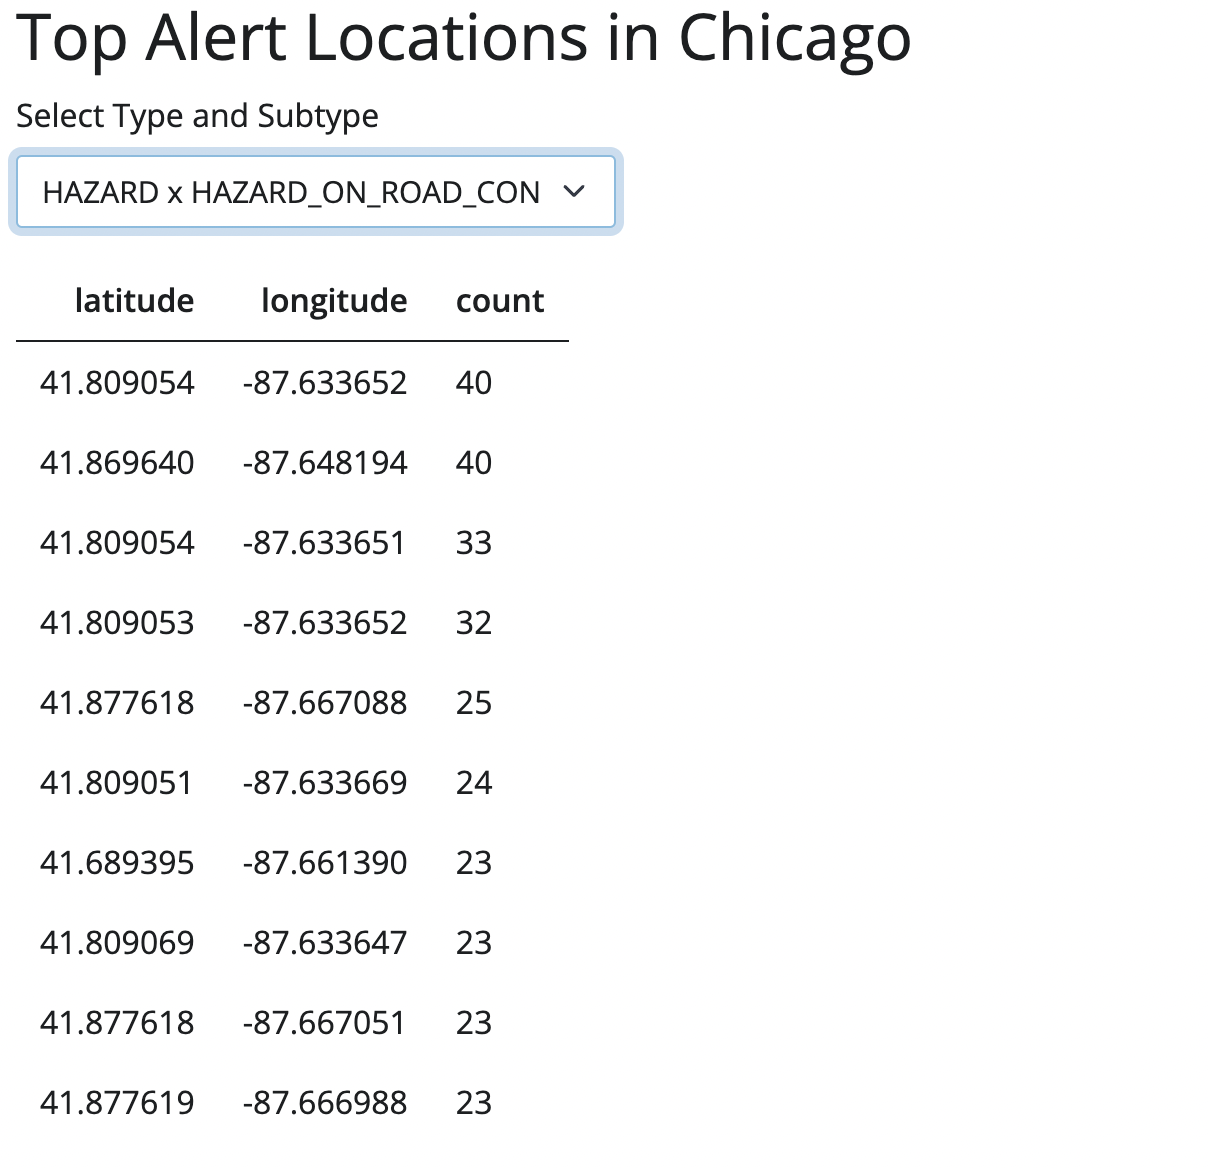 Top Alert Locations in Chicago
Select Type and Subtype
HAZARD x HAZARD_ON_ROAD_CON
latitude longitude count
41.809054 -87.633652 40
41.869640 -87.648194 40
41.809054 -87.633651 33
41.809053 -87.633652 32
41.877618 -87.667088 25
41.809051 -87.633669 24
41.689395 -87.661390 23
41.809069 -87.633647 23
41.877618 -87.667051 23
41.877619 -87.666988 23